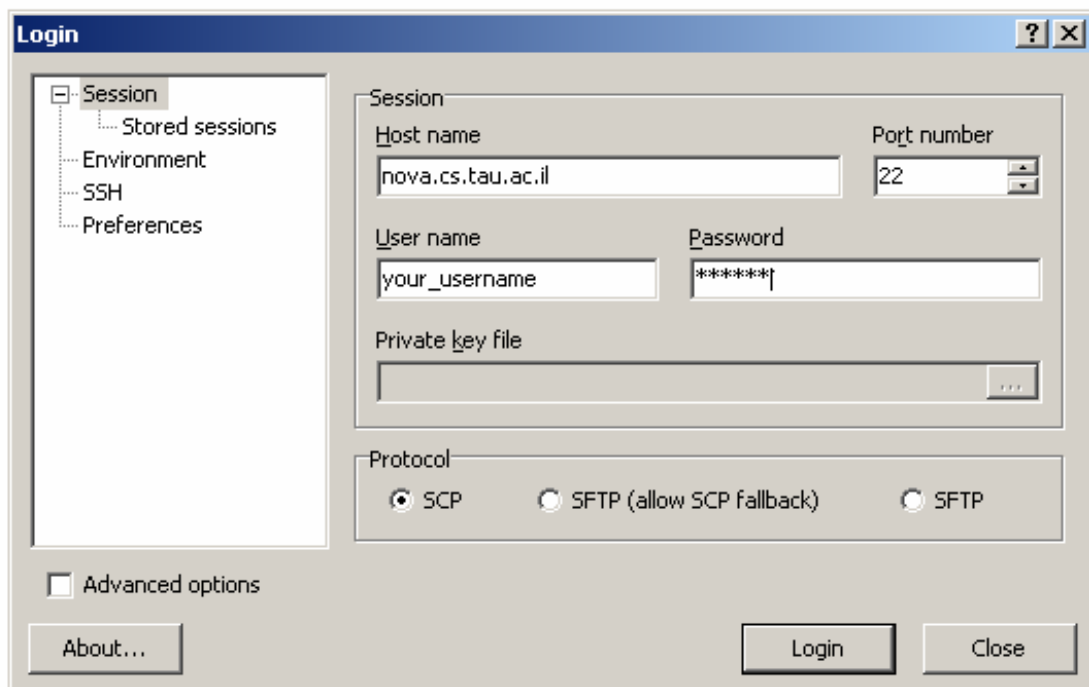 Login
Session
Stored sessions
Environment
SSH
Preferences
Session
Host name Port number
nova.cs.tau.ac.il 22
User name Password
your_username ******
Private key file
...
Protocol
SCP SFTP (allow SCP fallback) SFTP
Advanced options
About... Login Close